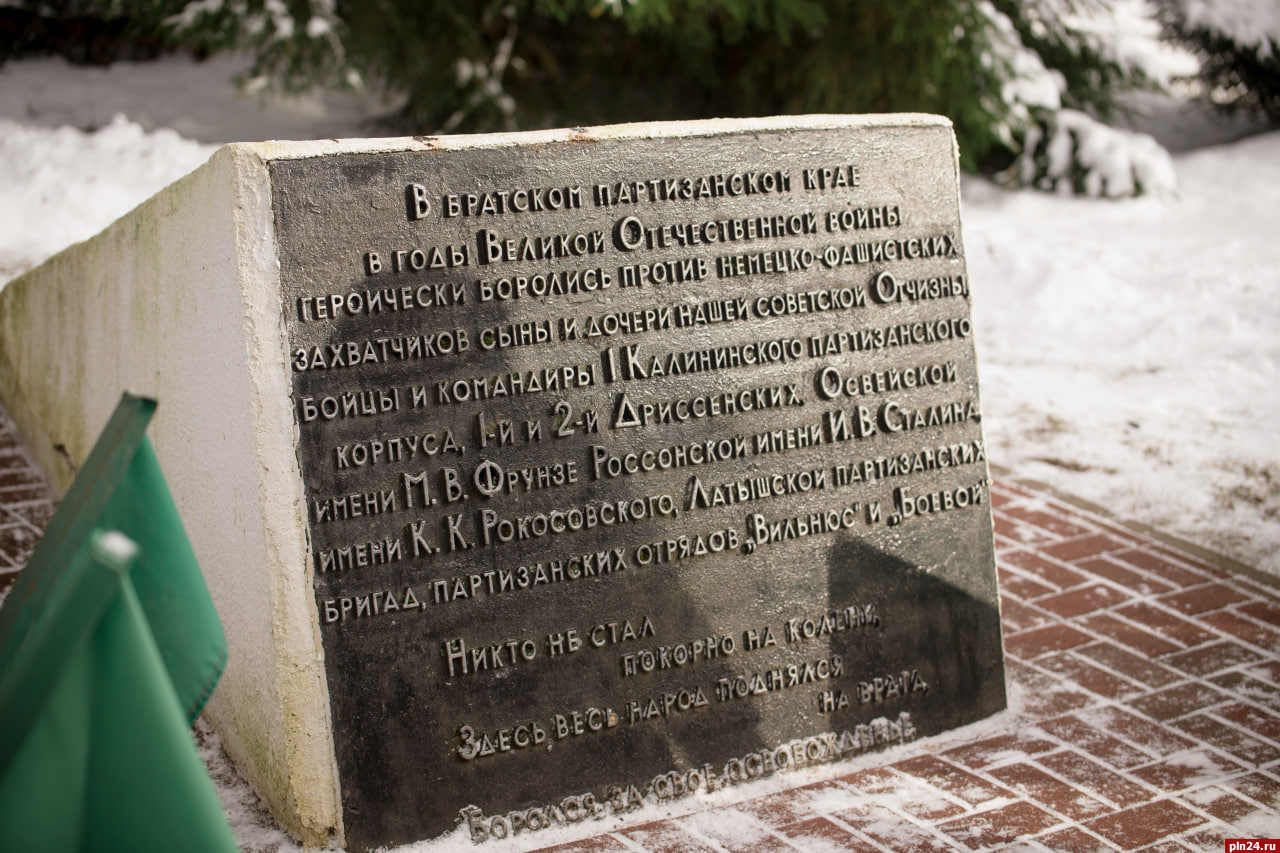 В братском партизанском крае
в годы Великой Отечественной войны
героически боролись против немецко-фашистских
захватчиков сыны и дочери нашей советской Отчизны,
бойцы и командиры I Калининского партизанского
корпуса, 1-й и 2-й Дриссенских, Освейской
имени М. В. Фрунзе Россонской имени И. В. Сталина,
имени К. К. Рокосовского, Латышской партизанских
бригад, партизанских отрядов „Вильнюс" и „Боевой"
Никто не стал
покорно на колени,
Здесь весь народ поднялся
на врага,
Боролся за свое освобожденье.
pln24.ru